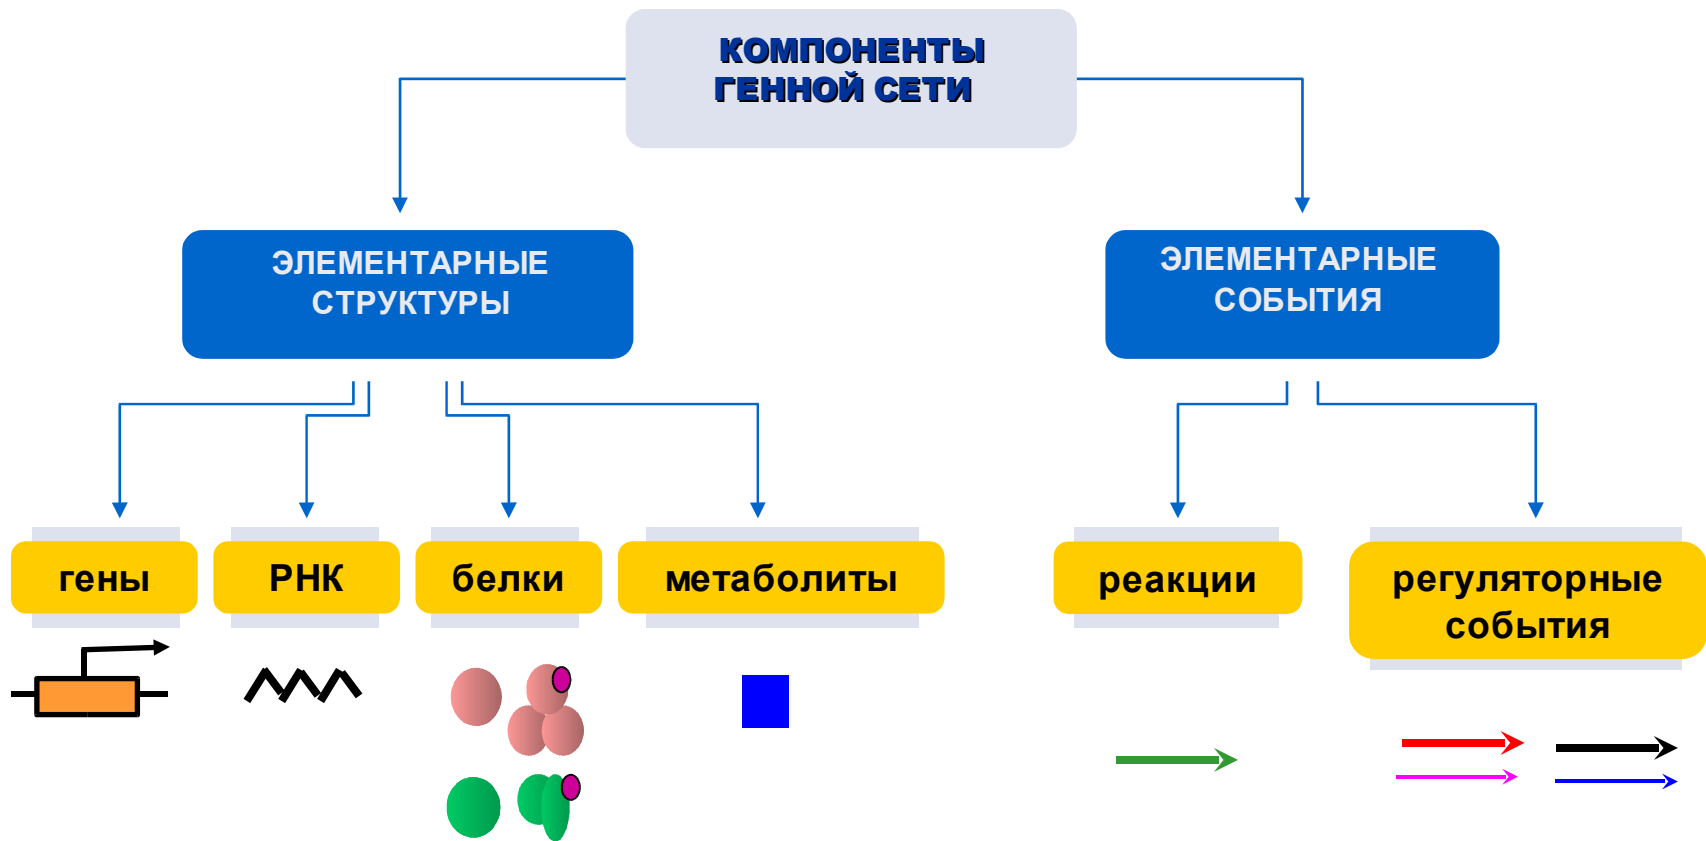 КОМПОНЕНТЫ
ГЕННОЙ СЕТИ
ЭЛЕМЕНТАРНЫЕ
СТРУКТУРЫ
ЭЛЕМЕНТАРНЫЕ
СОБЫТИЯ
гены
РНК
белки
метаболиты
реакции
регуляторные
события